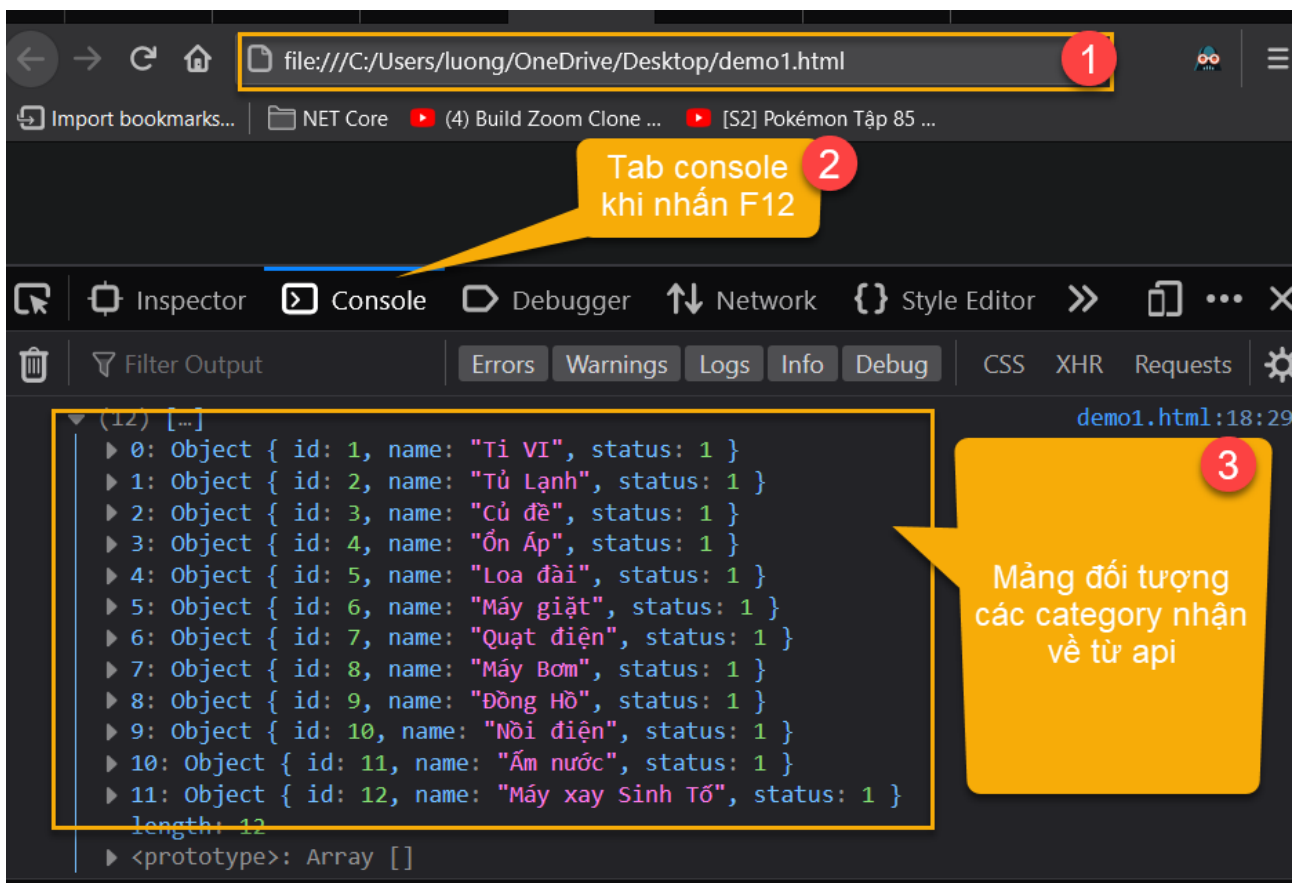 file:///C:/Users/luong/OneDrive/Desktop/demo1.html
1
Import bookmarks... NET Core (4) Build Zoom Clone ... [S2] Pokémon Tập 85 ...
Tab console
khi nhấn F12
2
Inspector Console Debugger Network Style Editor
Filter Output Errors Warnings Logs Info Debug CSS XHR Requests
(12) […] demo1.html:18:29
0: Object { id: 1, name: "Ti VI", status: 1 }
1: Object { id: 2, name: "Tủ Lạnh", status: 1 }
2: Object { id: 3, name: "Củ đề", status: 1 }
3: Object { id: 4, name: "Ổn Áp", status: 1 }
4: Object { id: 5, name: "Loa đài", status: 1 }
5: Object { id: 6, name: "Máy giặt", status: 1 }
6: Object { id: 7, name: "Quạt điện", status: 1 }
7: Object { id: 8, name: "Máy Bơm", status: 1 }
8: Object { id: 9, name: "Đồng Hồ", status: 1 }
9: Object { id: 10, name: "Nồi điện", status: 1 }
10: Object { id: 11, name: "Ấm nước", status: 1 }
11: Object { id: 12, name: "Máy xay Sinh Tố", status: 1 }
length: 12
<prototype>: Array []
3
Mảng đối tượng
các category nhận
về từ api